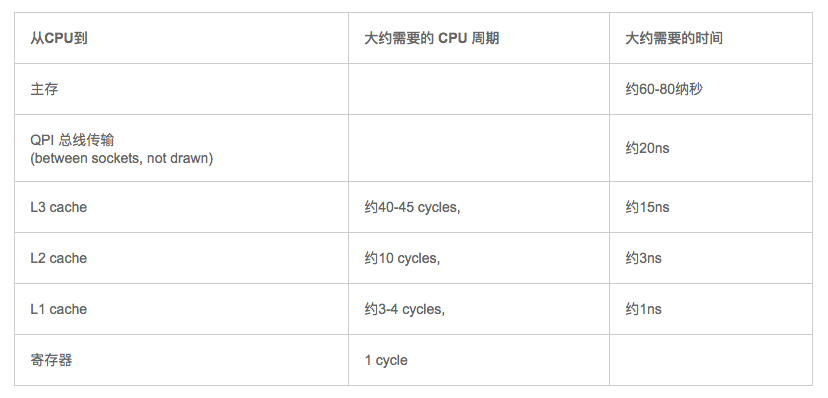 从CPU到 大约需要的 CPU 周期 大约需要的时间
主存 约60-80纳秒
QPI 总线传输
(between sockets, not drawn) 约20ns
L3 cache 约40-45 cycles, 约15ns
L2 cache 约10 cycles, 约3ns
L1 cache 约3-4 cycles, 约1ns
寄存器 1 cycle